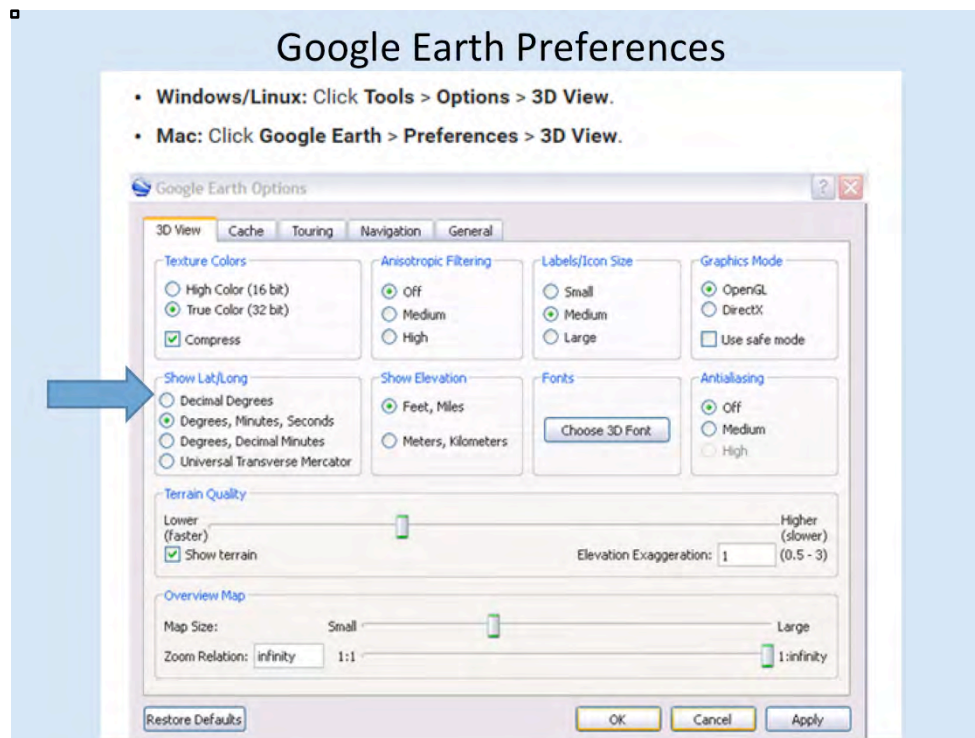 Google Earth Preferences
• Windows/Linux: Click Tools > Options > 3D View.
• Mac: Click Google Earth > Preferences > 3D View.
Google Earth Options
3D View Cache Touring Navigation General
Texture Colors
High Color (16 bit)
True Color (32 bit)
Compress
Anisotropic Filtering
Off
Medium
High
Labels/Icon Size
Small
Medium
Large
Graphics Mode
OpenGL
DirectX
Use safe mode
Show Lat/Long
Decimal Degrees
Degrees, Minutes, Seconds
Degrees, Decimal Minutes
Universal Transverse Mercator
Show Elevation
Feet, Miles
Meters, Kilometers
Fonts
Choose 3D Font
Antialiasing
Off
Medium
High
Terrain Quality
Lower
(faster)
Higher
(slower)
Show terrain
Elevation Exaggeration: 1 (0.5 - 3)
Overview Map
Map Size: Small Large
Zoom Relation: infinity 1:1 1:infinity
Restore Defaults OK Cancel Apply